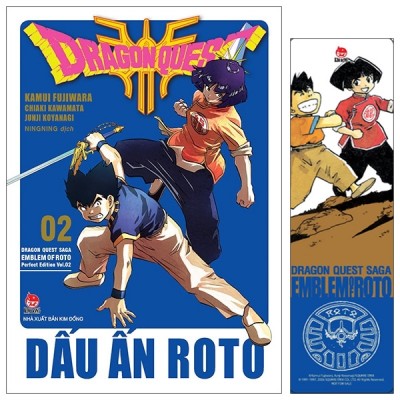 DRAGON QUEST
KAMUI FUJIWARA
CHIAKI KAWAMATA
JUNJI KOYANAGI
NINGNING dịch
02
DRAGON QUEST SAGA
EMBLEM OF ROTO
Perfect Edition Vol.02
NHÀ XUẤT BẢN KIM ĐỒNG
DẤU ẤN ROTO
DRAGON QUEST SAGA
EMBLEM OF ROTO